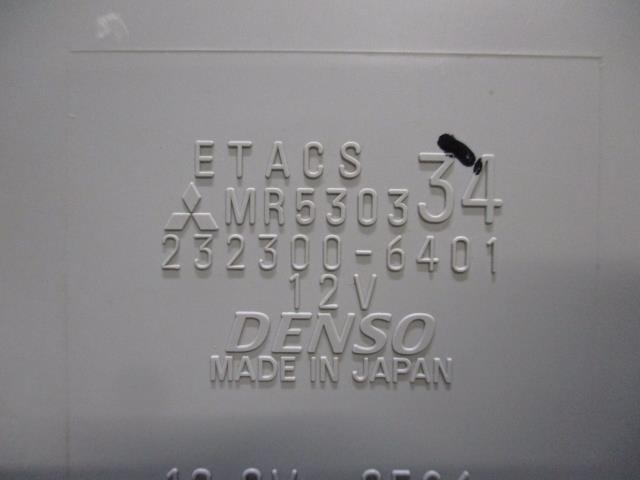 ETACS
MR530334
232300-6401
12V
DENSO
MADE IN JAPAN